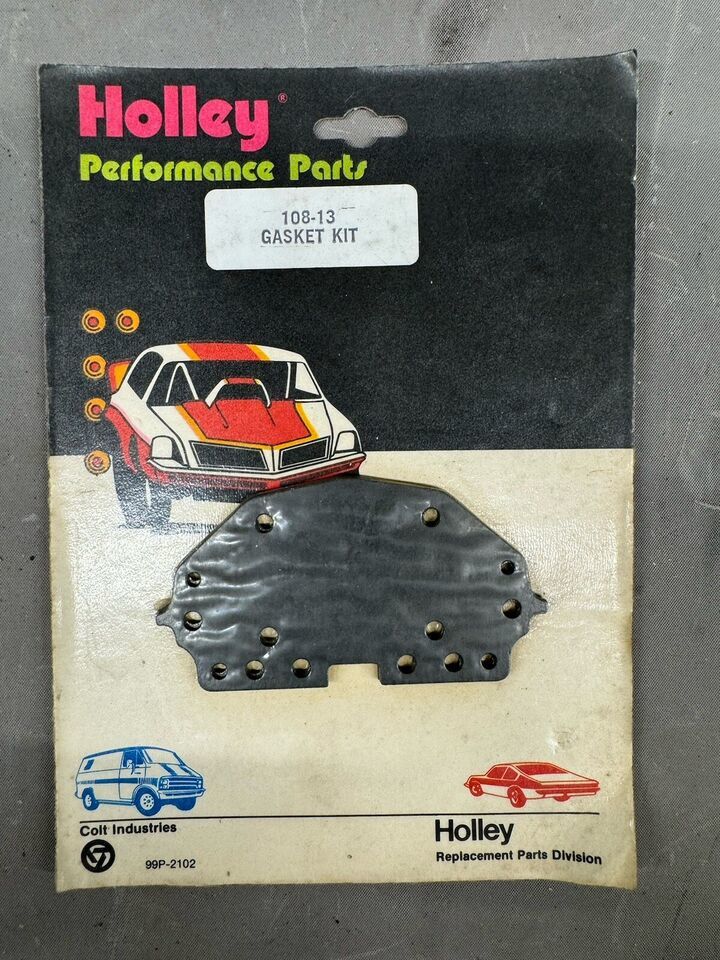 Holley®
Performance Parts
108-13
GASKET KIT
Colt Industries
99P-2102
Holley
Replacement Parts Division